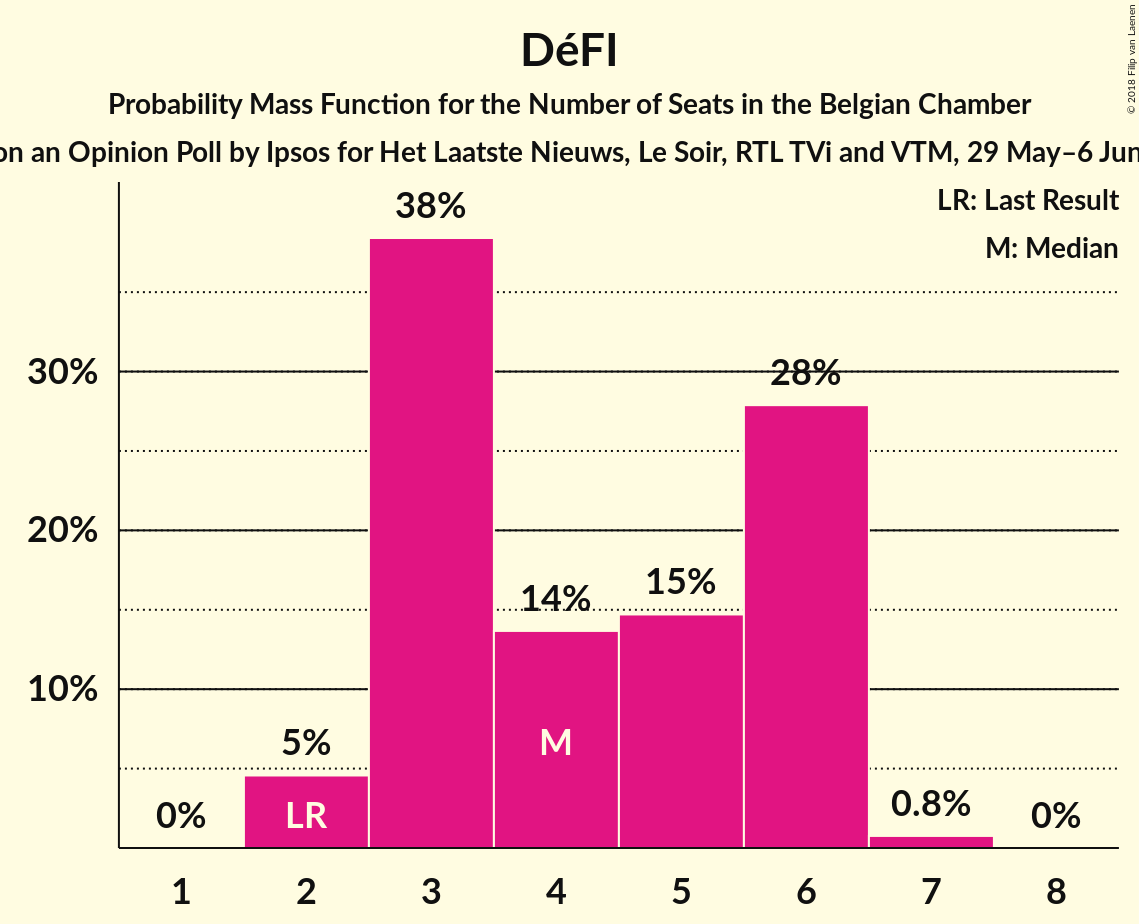 DéFI
Probability Mass Function for the Number of Seats in the Belgian Chamber
on an Opinion Poll by Ipsos for Het Laatste Nieuws, Le Soir, RTL TVi and VTM, 29 May–6 Jun
© 2018 Filip van Laenen
LR: Last Result
M: Median
38%
30%
28%
20%
15%
14%
10%
5%
M
0%
LR
0.8%
0%
1 2 3 4 5 6 7 8